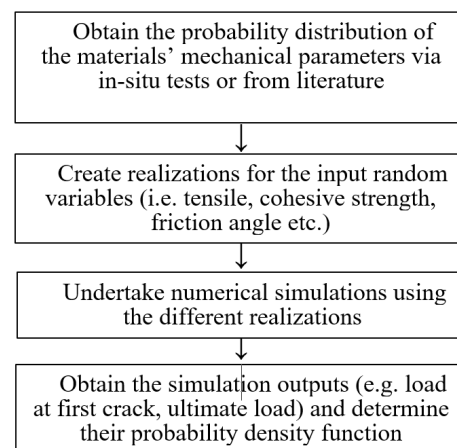 Obtain the probability distribution of
the materials' mechanical parameters via
in-situ tests or from literature
Create realizations for the input random
variables (i.e. tensile, cohesive strength,
friction angle etc.)
Undertake numerical simulations using
the different realizations
Obtain the simulation outputs (e.g. load
at first crack, ultimate load) and determine
their probability density function